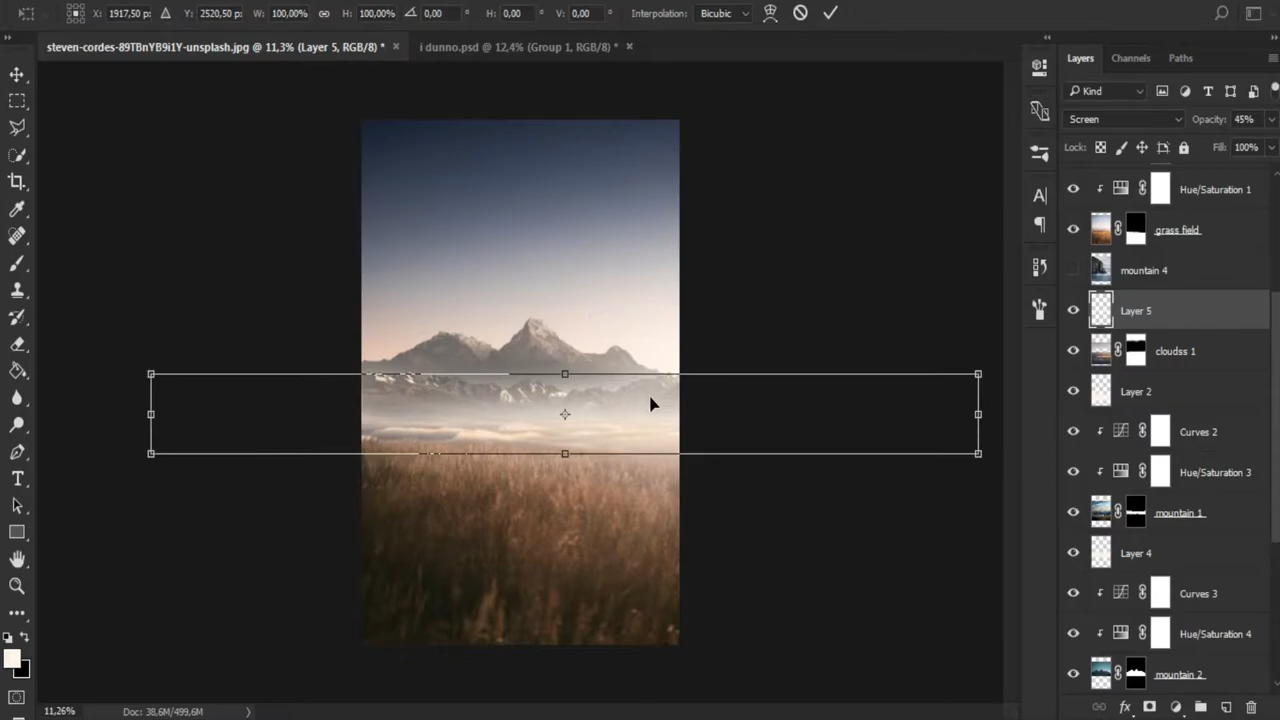 X: 1917,50 px Y: 2520,50 px W: 100,00% H: 100,00% 0,00 ° H: 0,00 ° V: 0,00 ° Interpolation: Bicubic
steven-cordes-89TBnYB9i1Y-unsplash.jpg @ 11,3% (Layer 5, RGB/8) * × i dunno.psd @ 12,4% (Group 1, RGB/8) * ×
Layers Channels Paths
Kind
Screen Opacity: 45%
Lock: Fill: 100%
Hue/Saturation 1
grass field
mountain 4
Layer 5
cloudss 1
Layer 2
Curves 2
Hue/Saturation 3
mountain 1
Layer 4
Curves 3
Hue/Saturation 4
mountain 2
11,26% Doc: 38,6M/499,6M